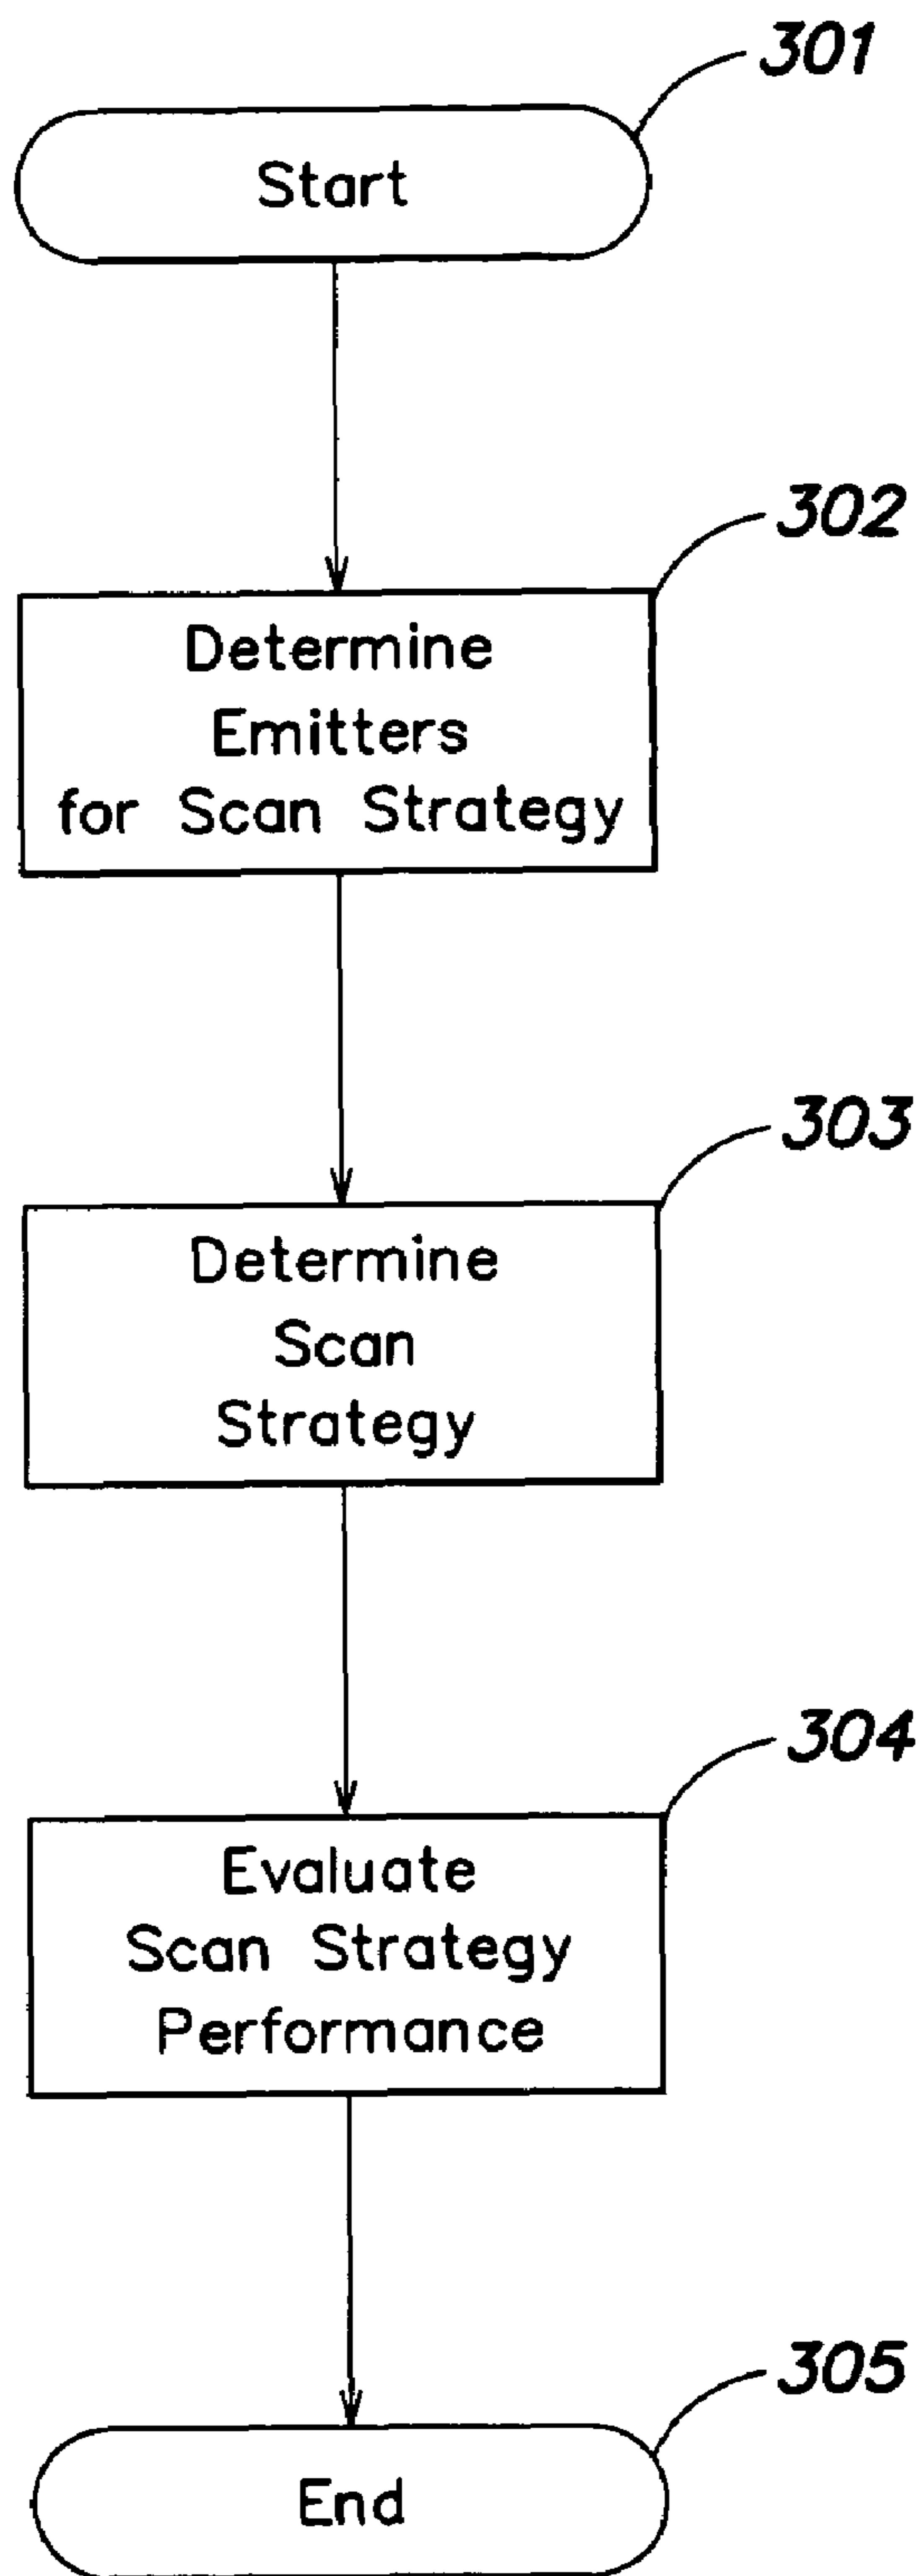 301
Start
302
Determine
Emitters
for Scan Strategy
303
Determine
Scan
Strategy
304
Evaluate
Scan Strategy
Performance
305
End